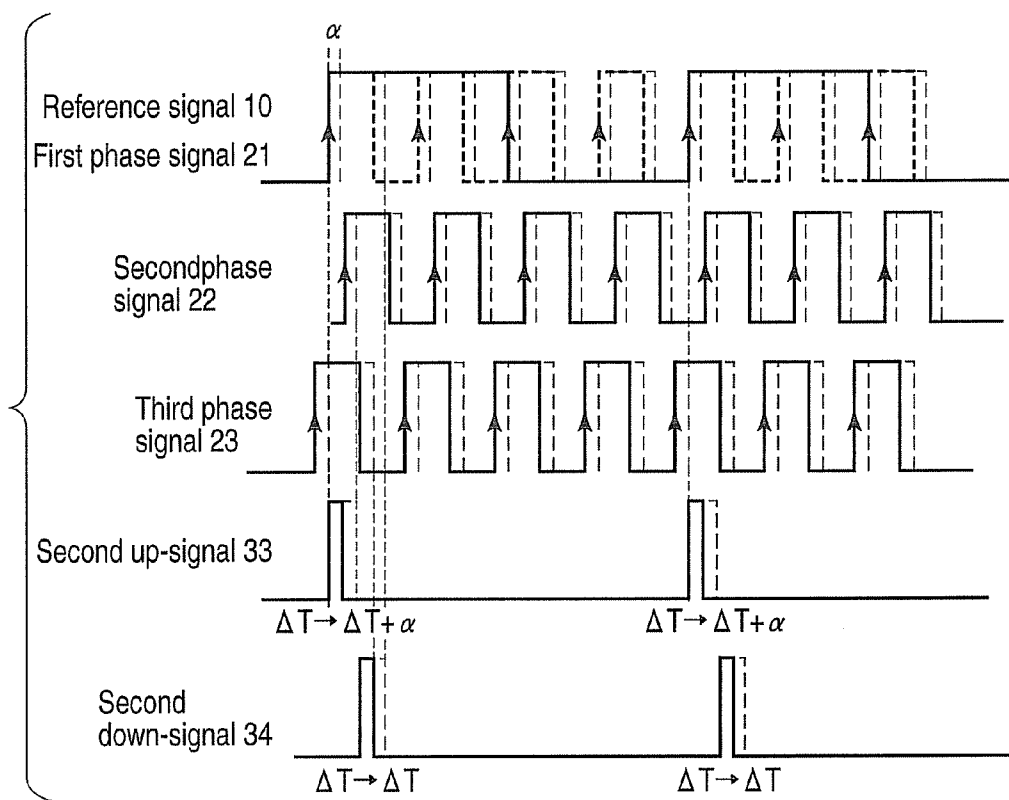 α
Reference signal 10
First phase signal 21
Secondphase
signal 22
Third phase
signal 23
Second up-signal 33
ΔT→ ΔT+α
ΔT→ ΔT+α
Second
down-signal 34
ΔT→ ΔT
ΔT→ ΔT